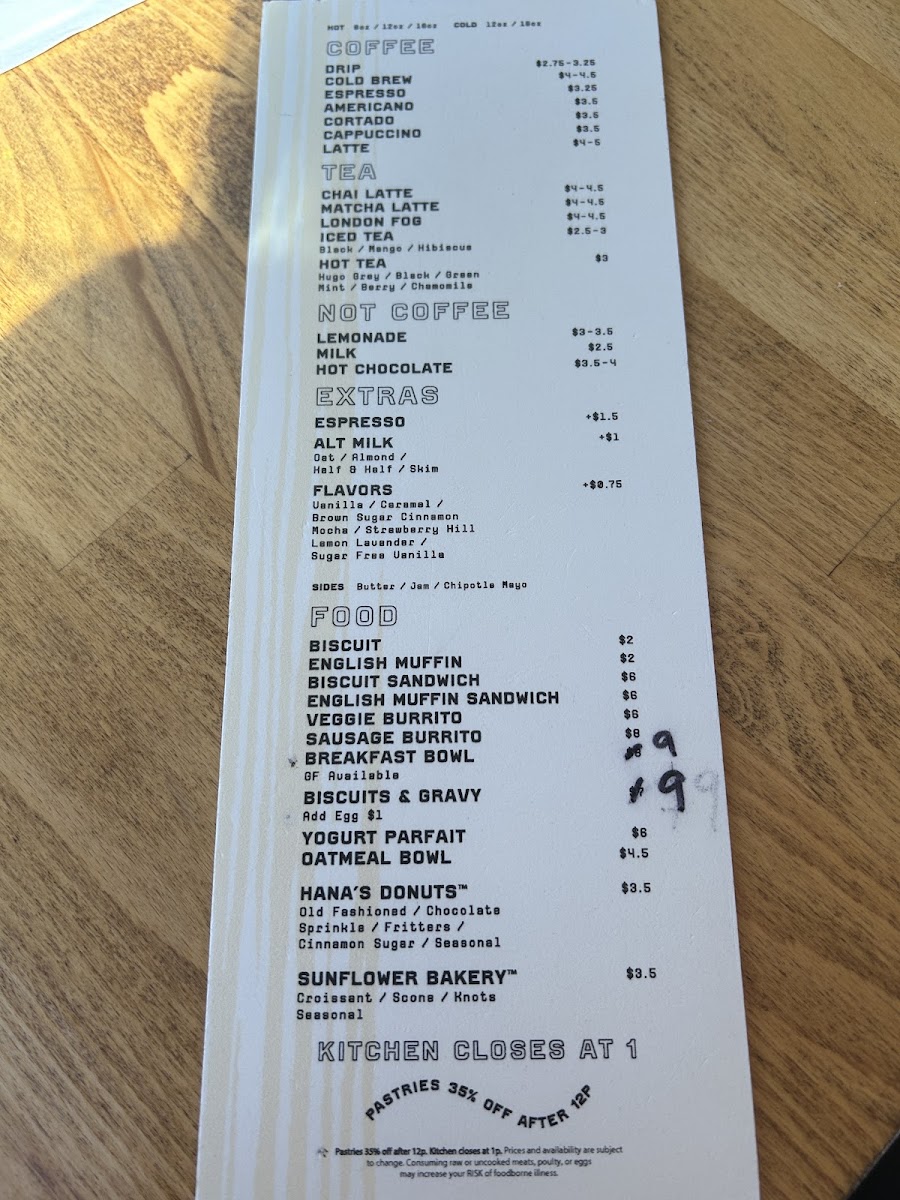 HOT 8oz / 12oz / 16oz COLD 12oz / 16oz
COFFEE
DRIP $2.75-3.25
COLD BREW $4-4.5
ESPRESSO $3.25
AMERICANO $3.5
CORTADO $3.5
CAPPUCCINO $3.5
LATTE $4-5
TEA
CHAI LATTE $4-4.5
MATCHA LATTE $4-4.5
LONDON FOG $4-4.5
ICED TEA $2.5-3
Black / Mango / Hibiscus
HOT TEA $3
Hugo Grey / Black / Green
Mint / Berry / Chamomile
NOT COFFEE
LEMONADE $3-3.5
MILK $2.5
HOT CHOCOLATE $3.5-4
EXTRAS
ESPRESSO +$1.5
ALT MILK +$1
Oat / Almond /
Half & Half / Skim
FLAVORS +$0.75
Vanilla / Caramel /
Brown Sugar Cinnamon
Mocha / Strawberry Hill
Lemon Lavender /
Sugar Free Vanilla
SIDES Butter / Jam / Chipotle Mayo
FOOD
BISCUIT $2
ENGLISH MUFFIN $2
BISCUIT SANDWICH $6
ENGLISH MUFFIN SANDWICH $6
VEGGIE BURRITO $6
SAUSAGE BURRITO $8
BREAKFAST BOWL 9
GF Available
BISCUITS & GRAVY 9
Add Egg $1
YOGURT PARFAIT $6
OATMEAL BOWL $4.5
HANA'S DONUTS™ $3.5
Old Fashioned / Chocolate
Sprinkle / Fritters /
Cinnamon Sugar / Seasonal
SUNFLOWER BAKERY™ $3.5
Croissant / Scone / Knots
Seasonal
KITCHEN CLOSES AT 1
PASTRIES 35% OFF AFTER 12P
Pastries 35% off after 12p. Kitchen closes at 1p. Prices and availability are subject
to change. Consuming raw or uncooked meats, poulty, or eggs
may increase your RISK of foodborne illness.